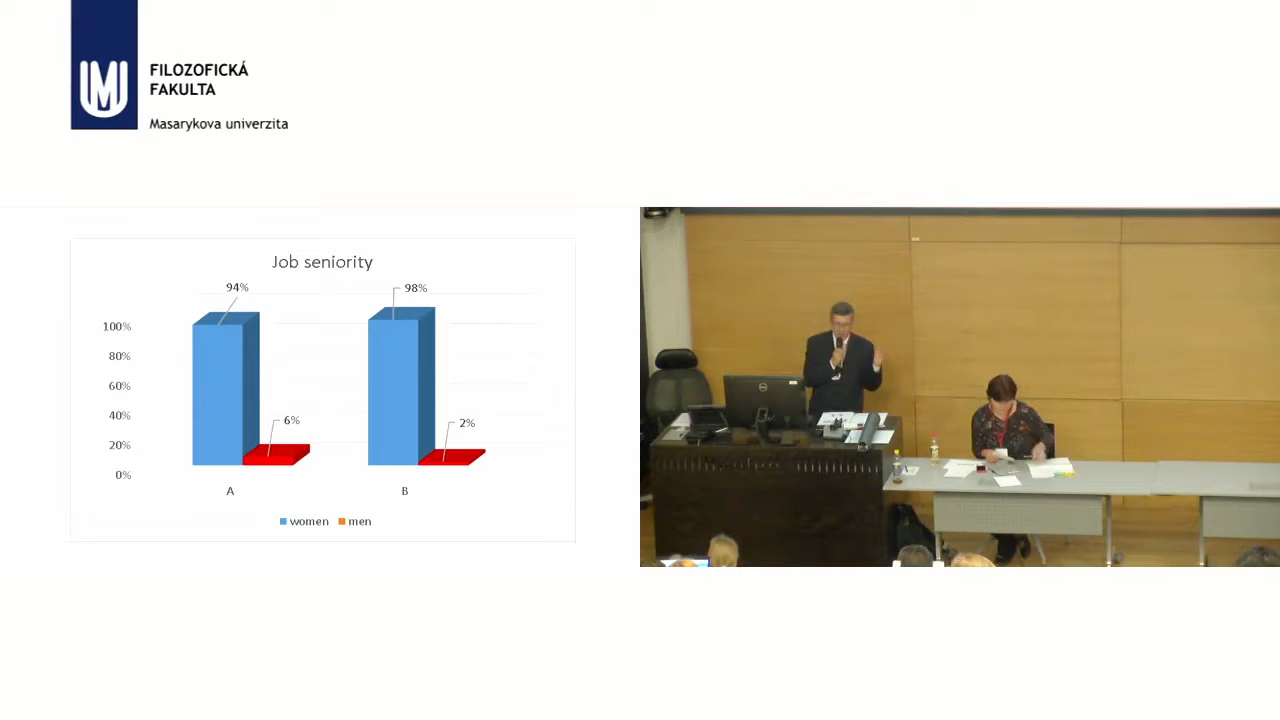 FILOZOFICKÁ
FAKULTA
Masarykova univerzita
Job seniority
94%
98%
100%
80%
60%
40%
20%
0%
6%
2%
A
B
women
men